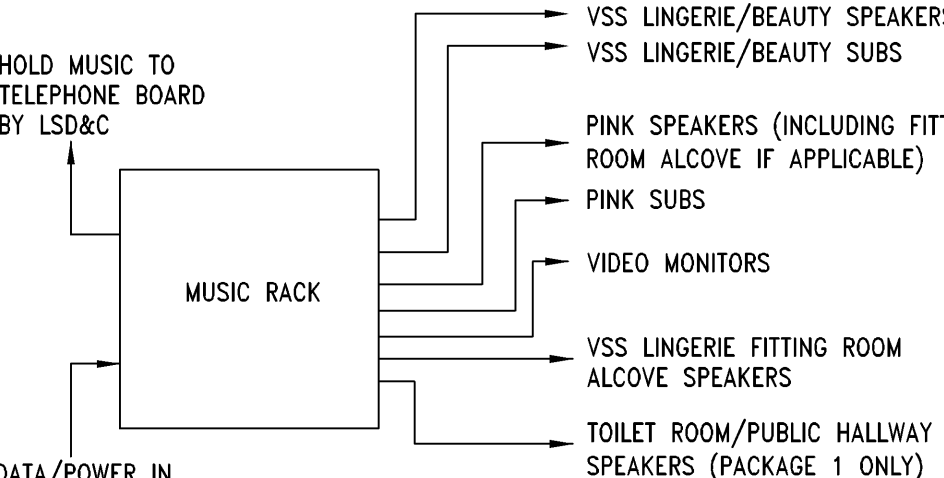 HOLD MUSIC TO
TELEPHONE BOARD
BY LSD&C
MUSIC RACK
DATA/POWER IN
VSS LINGERIE/BEAUTY SPEAKERS
VSS LINGERIE/BEAUTY SUBS
PINK SPEAKERS (INCLUDING
ROOM ALCOVE IF APPLICABLE)
PINK SUBS
VIDEO MONITORS
VSS LINGERIE FITTING ROOM
ALCOVE SPEAKERS
TOILET ROOM/PUBLIC HALLWAY
SPEAKERS (PACKAGE 1 ONLY)